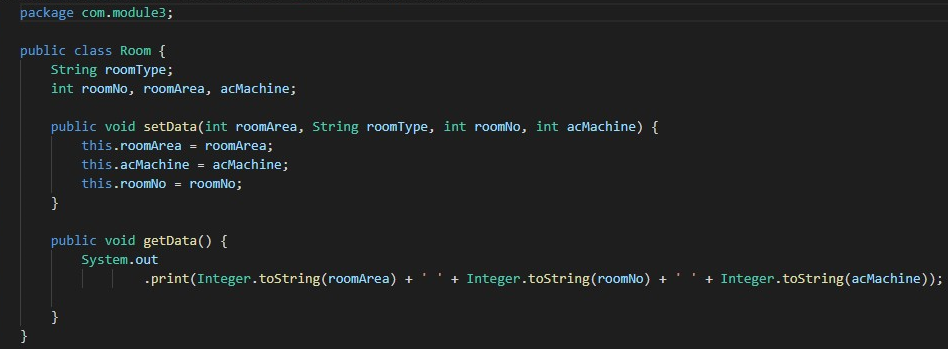 package com.module3;
public class Room {
String roomType;
int roomNo, roomArea, acMachine;
public void setData(int roomArea, String roomType, int roomNo, int acMachine) {
this.roomArea = roomArea;
this.acMachine = acMachine;
this.roomNo = roomNo;
}
public void getData() {
System.out
.print(Integer.toString(roomArea) + ' ' + Integer.toString(roomNo) + ' ' + Integer.toString(acMachine));
}
}